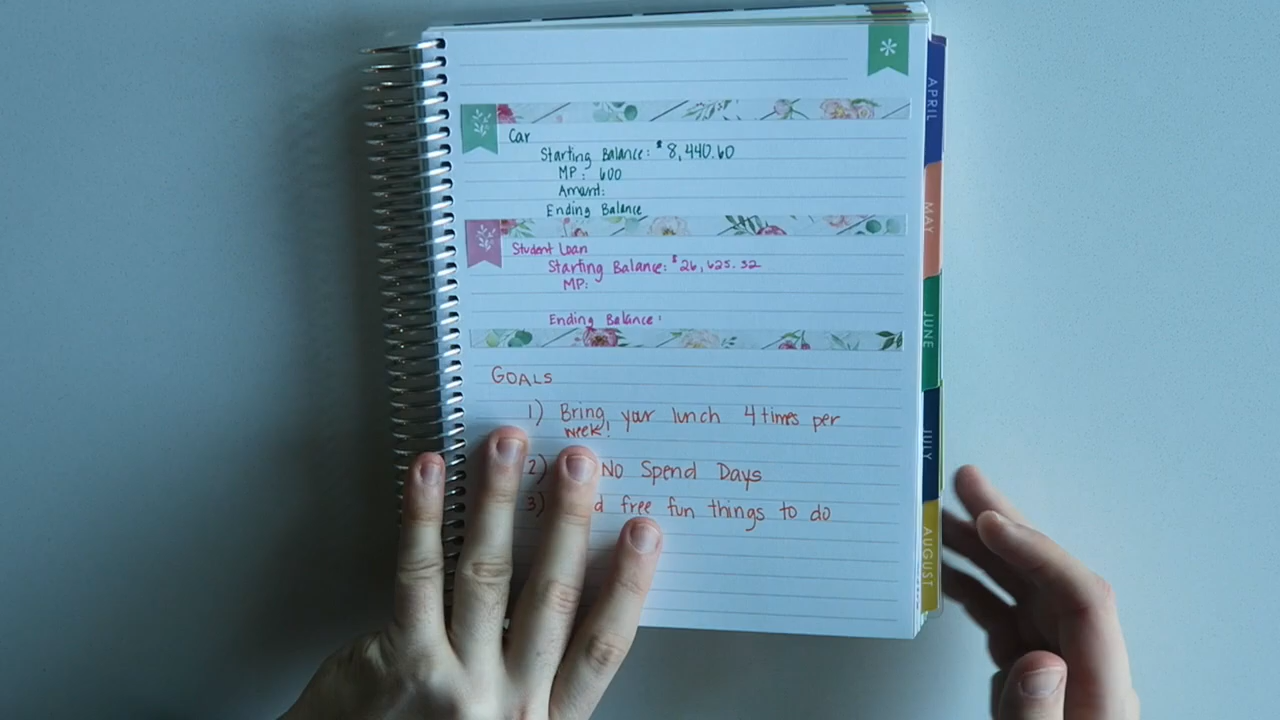 Car
Starting Balance: $8,440.60
MP: 600
Amount:
Ending Balance
Student Loan
Starting Balance: $26,625.32
MP:
Ending Balance:
GOALS
1) Bring your lunch 4 times per
week!
2) No Spend Days
3) free fun things to do
APRIL
MAY
JUNE
JULY
AUGUST